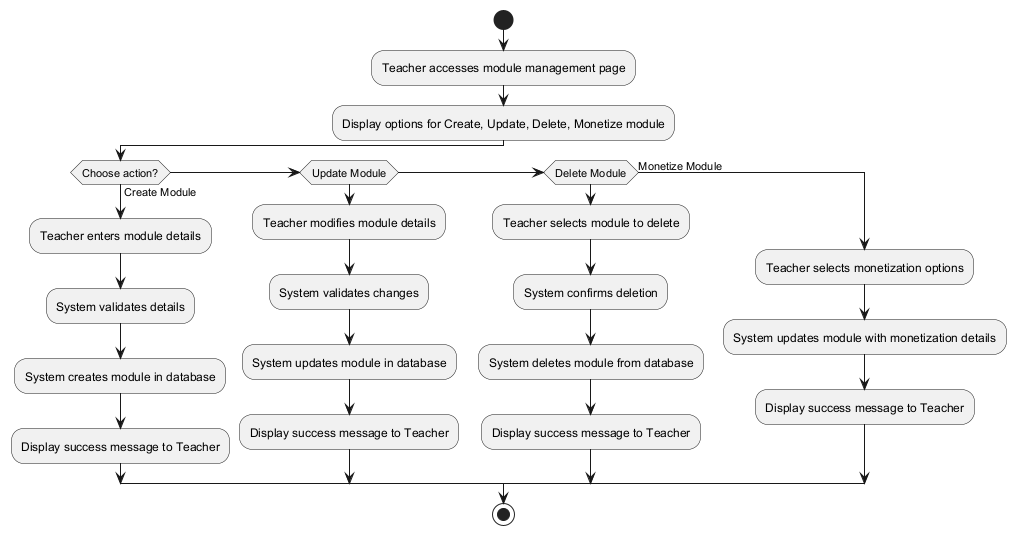 Teacher accesses module management page
Display options for Create, Update, Delete, Monetize module
Choose action?
Create Module
Teacher enters module details
System validates details
System creates module in database
Display success message to Teacher
Update Module
Teacher modifies module details
System validates changes
System updates module in database
Display success message to Teacher
Delete Module
Teacher selects module to delete
System confirms deletion
System deletes module from database
Display success message to Teacher
Monetize Module
Teacher selects monetization options
System updates module with monetization details
Display success message to Teacher